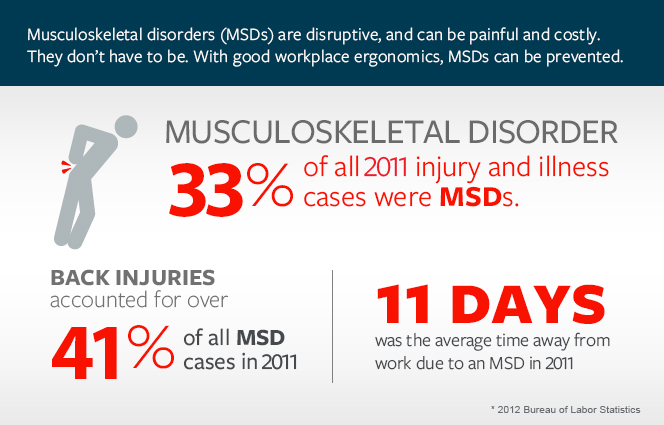 Musculoskeletal disorders (MSDs) are disruptive, and can be painful and costly.
They don't have to be. With good workplace ergonomics, MSDs can be prevented.
MUSCULOSKELETAL DISORDER
33% of all 2011 injury and illness
cases were MSDs.
BACK INJURIES
accounted for over
41% of all MSD
cases in 2011
11 DAYS
was the average time away from
work due to an MSD in 2011
* 2012 Bureau of Labor Statistics